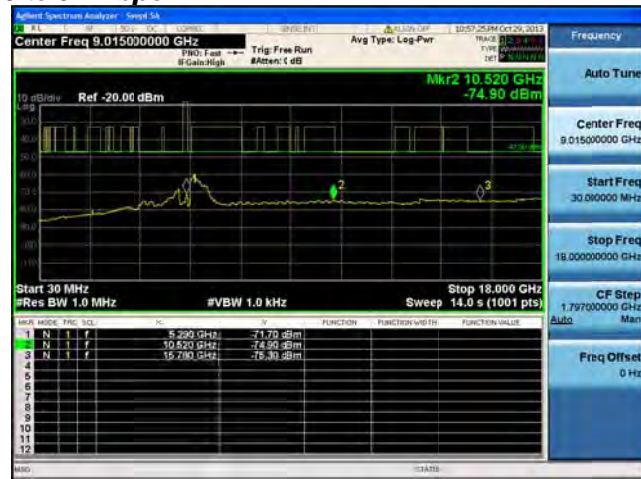 Agilent Spectrum Analyzer - Swept SA
10:57:25 PM Oct 29, 2013
Center Freq 9.015000000 GHz
Avg Type: Log-Pwr
PNO: Fast
Trig: Free Run
IFGain:High
#Atten: 0 dB
TRACE
TYPE
DET
Mkr2 10.520 GHz
-74.90 dBm
10 dB/div Ref -20.00 dBm
Log
Start 30 MHz
Stop 18.000 GHz
#Res BW 1.0 MHz
#VBW 1.0 kHz
Sweep 14.0 s (1001 pts)
MKR MODE TRC SCL X Y FUNCTION FUNCTION WIDTH FUNCTION VALUE
1 N 1 f 5.290 GHz -71.70 dBm
2 N 1 f 10.520 GHz -74.90 dBm
3 N 1 f 15.780 GHz -75.30 dBm
4
5
6
7
8
9
10
11
12
MSG
STATUS
Frequency
Auto Tune
Center Freq
9.015000000 GHz
Start Freq
30.000000 MHz
Stop Freq
18.000000000 GHz
CF Step
1.797000000 GHz
Auto Man
Freq Offset
0 Hz